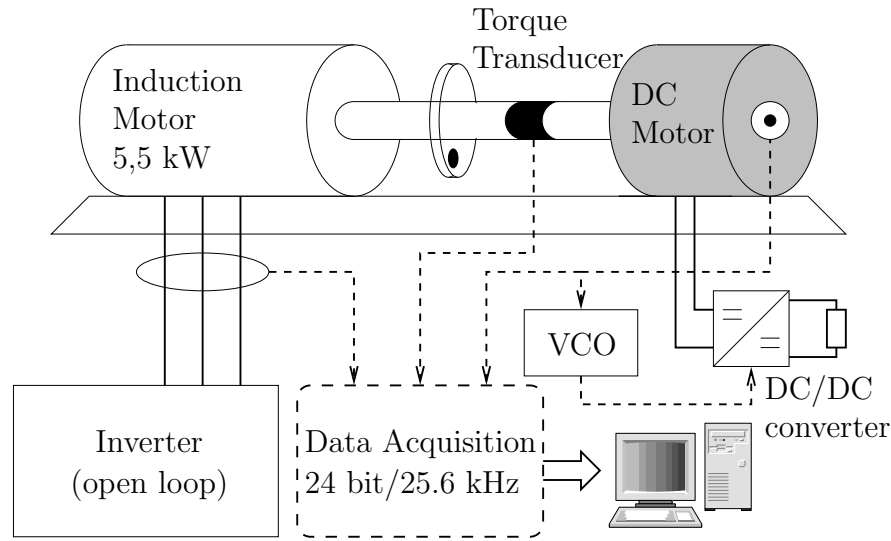 Torque
Transducer
Induction
Motor
5,5 kW
DC
Motor
VCO
DC/DC
converter
Inverter
(open loop)
Data Acquisition
24 bit/25.6 kHz